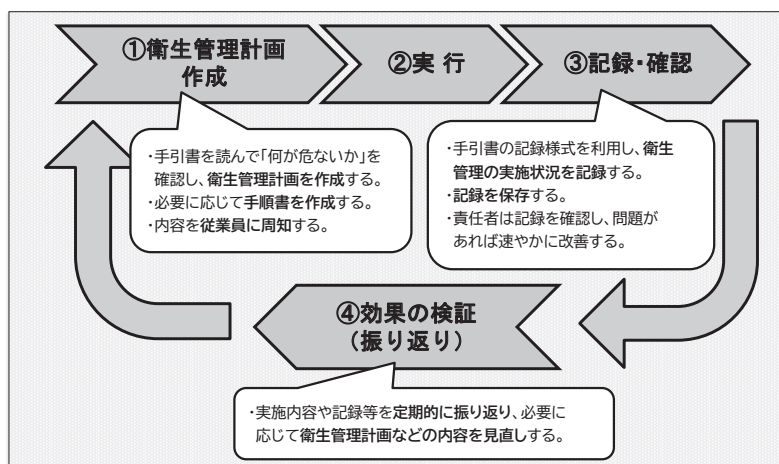 ①衛生管理計画
作成
②実 行
③記録・確認
・手引書を読んで「何が危ないか」を
確認し、衛生管理計画を作成する。
・必要に応じて手順書を作成する。
・内容を従業員に周知する。
・手引書の記録様式を利用し、衛生
管理の実施状況を記録する。
・記録を保存する。
・責任者は記録を確認し、問題が
あれば速やかに改善する。
④効果の検証
（振り返り）
・実施内容や記録等を定期的に振り返り、必要に
応じて衛生管理計画などの内容を見直しする。